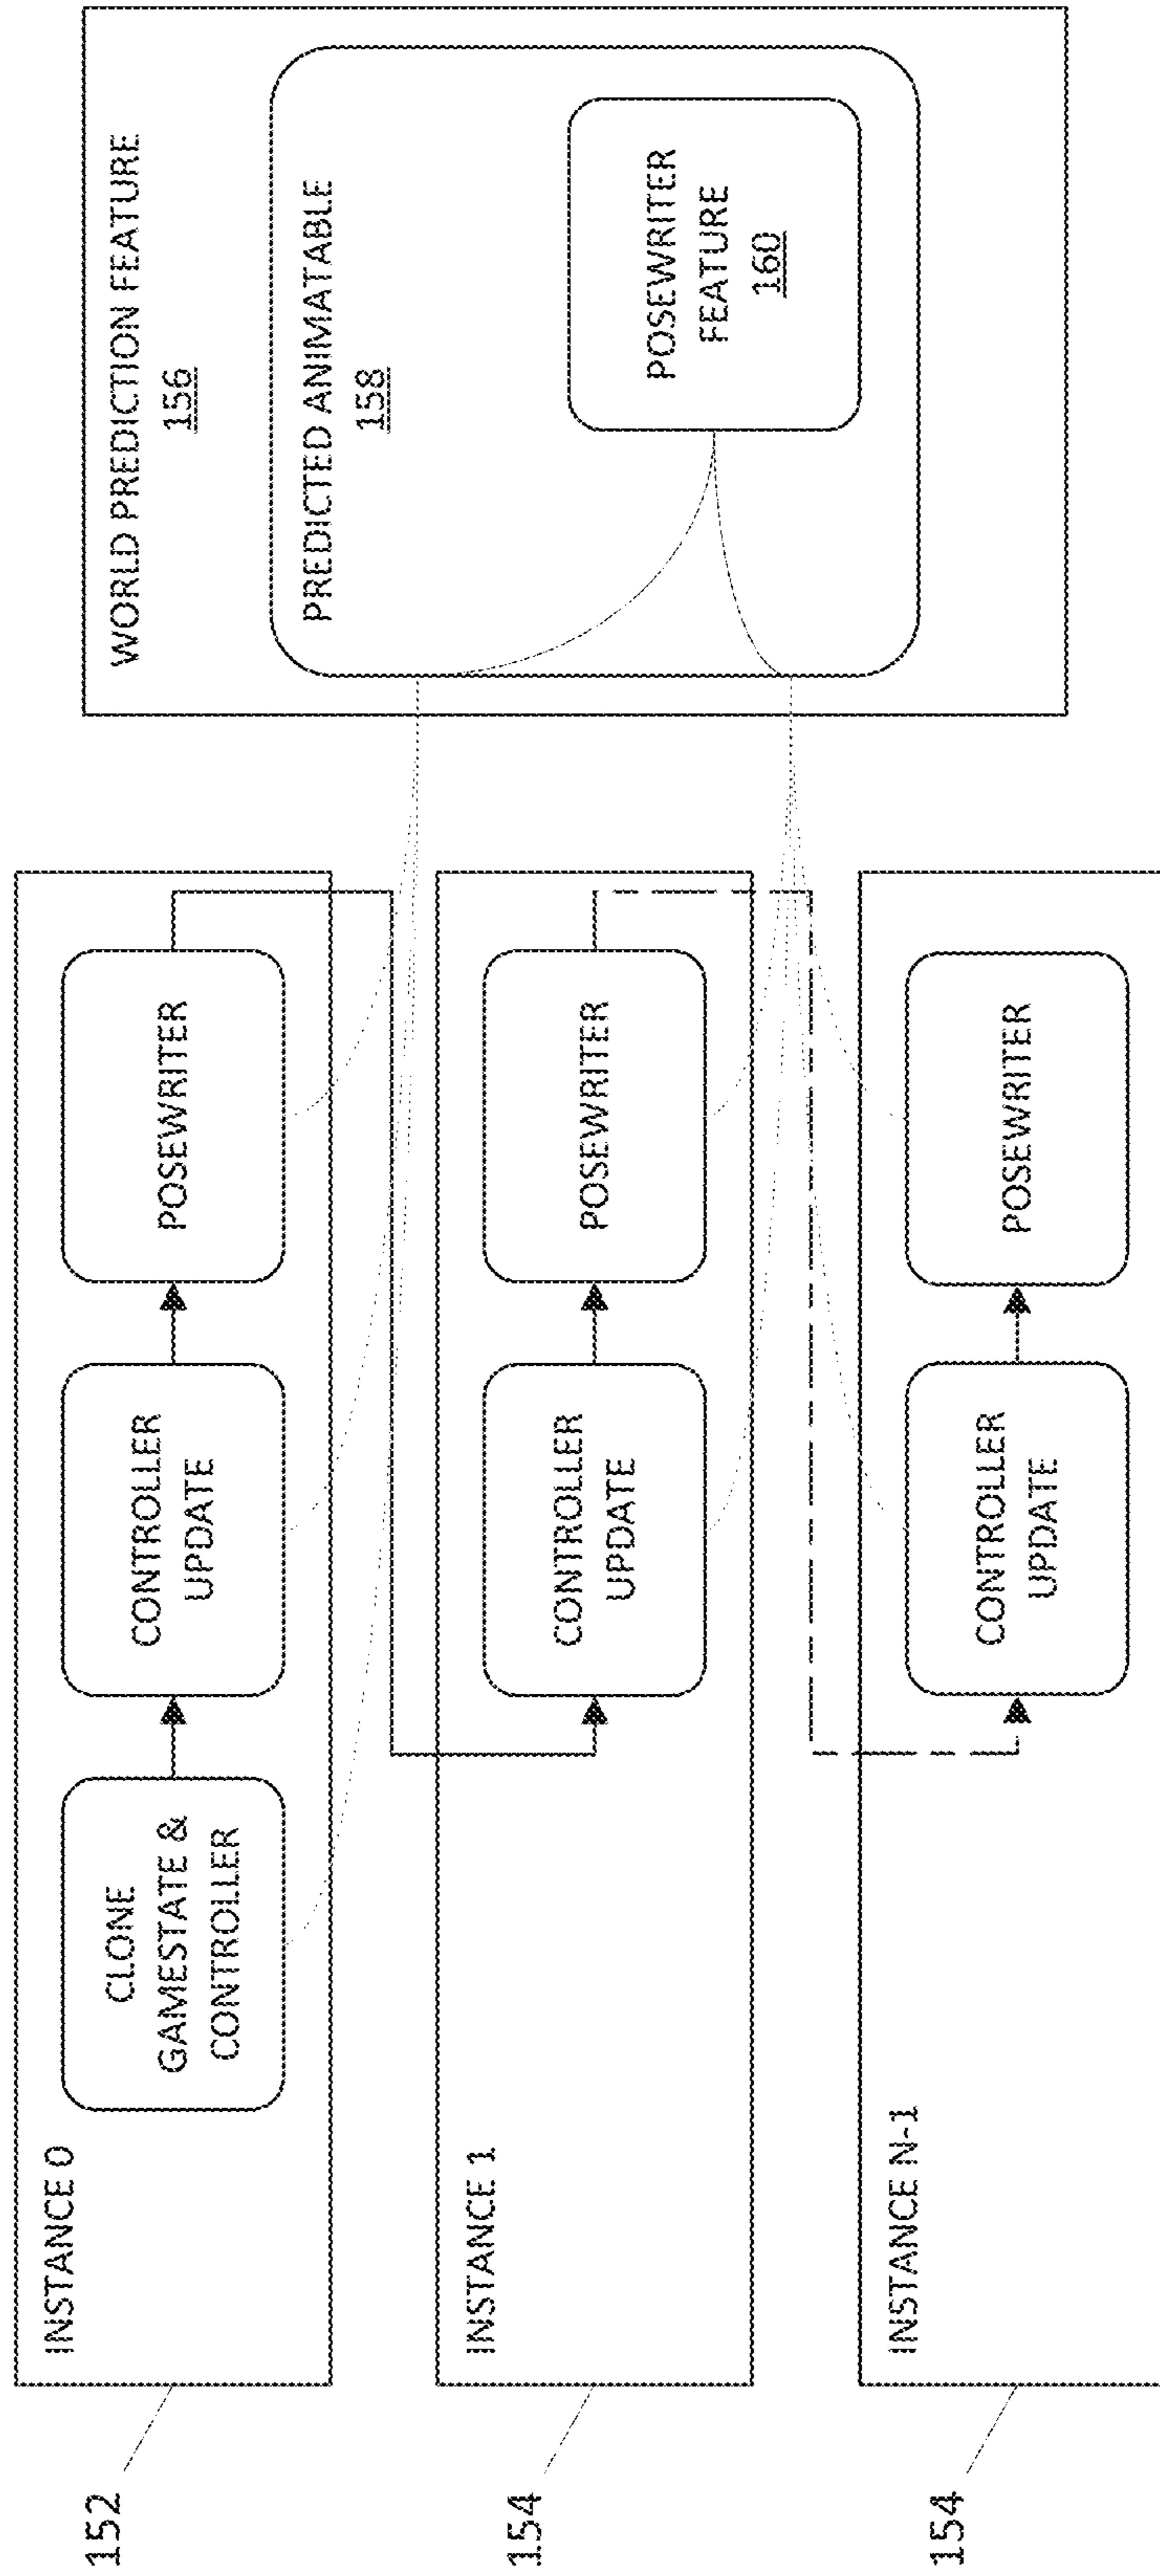 152
INSTANCE 0
CLONE
GAMESTATE &
CONTROLLER
CONTROLLER
UPDATE
POSEWRITER
154
INSTANCE 1
CONTROLLER
UPDATE
POSEWRITER
154
INSTANCE N-1
CONTROLLER
UPDATE
POSEWRITER
WORLD PREDICTION FEATURE
156
PREDICTED ANIMATABLE
158
POSEWRITER
FEATURE
160